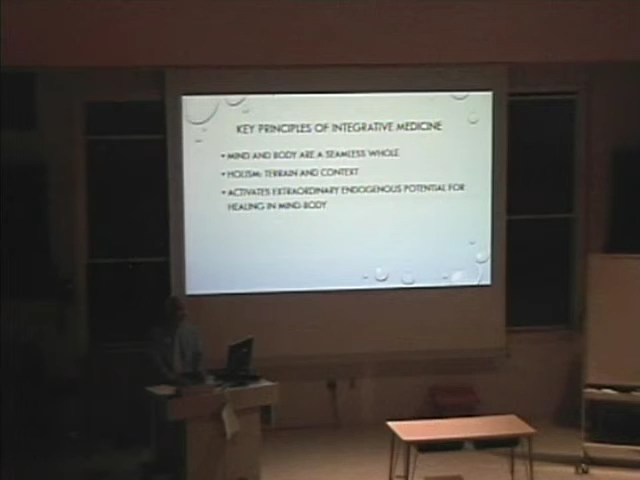 KEY PRINCIPLES OF INTEGRATIVE MEDICINE
• MIND AND BODY ARE A SEAMLESS WHOLE
• HOLISM: TERRAIN AND CONTEXT
• ACTIVATES EXTRAORDINARY ENDOGENOUS POTENTIAL FOR
HEALING IN MIND-BODY